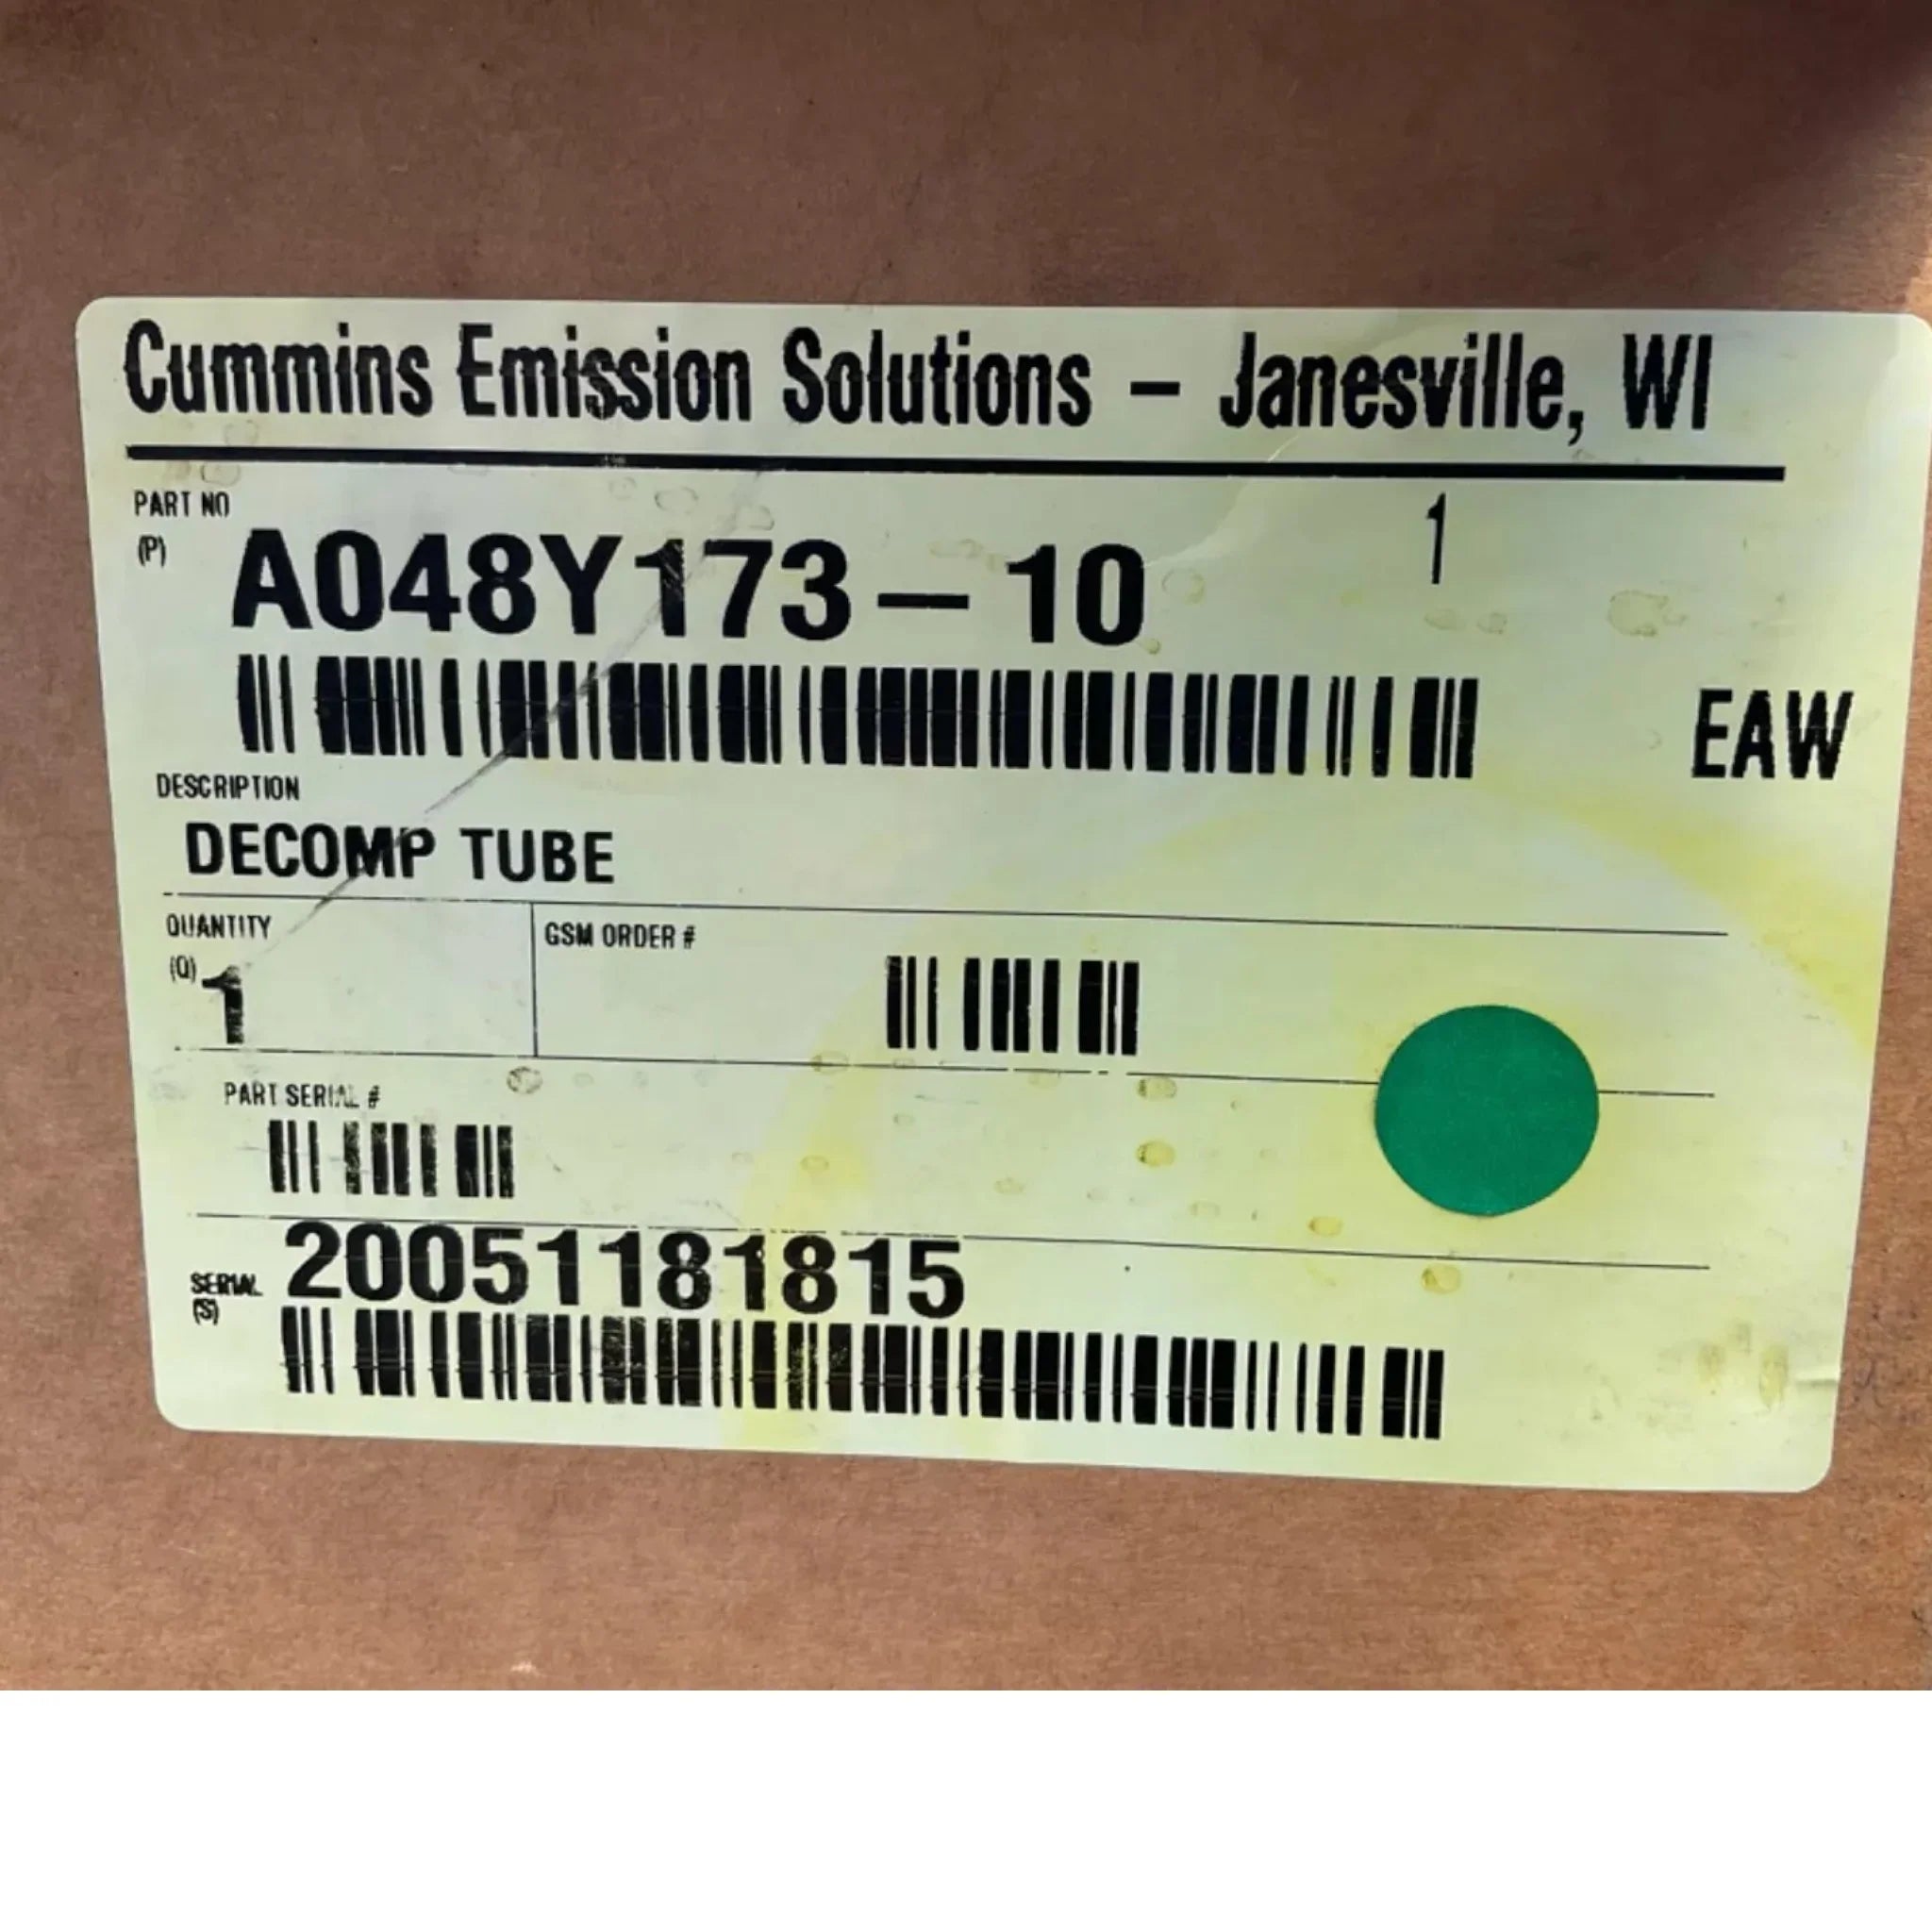 Cummins Emission Solutions – Janesville, WI
PART NO
1
(P)
A048Y173–10
EAW
DESCRIPTION
DECOMP TUBE
QUANTITY
GSM ORDER #
(Q)
1
PART SERIAL #
20051181815
SERIAL
(S)